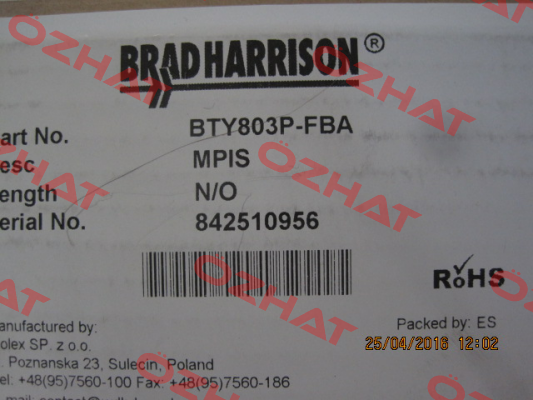 BRADHARRISON®
art No. BTY803P-FBA
esc MPIS
ength N/O
erial No. 842510956
RoHS
anufactured by: Packed by: ES
olex SP. z o.o.
. Poznanska 23, Sulecin, Poland
el: +48(95)7560-100 Fax: +48(95)7560-186
25/04/2016 12:02
OZHAT
OZHAT
OZHAT
OZHAT
OZHAT
OZHAT